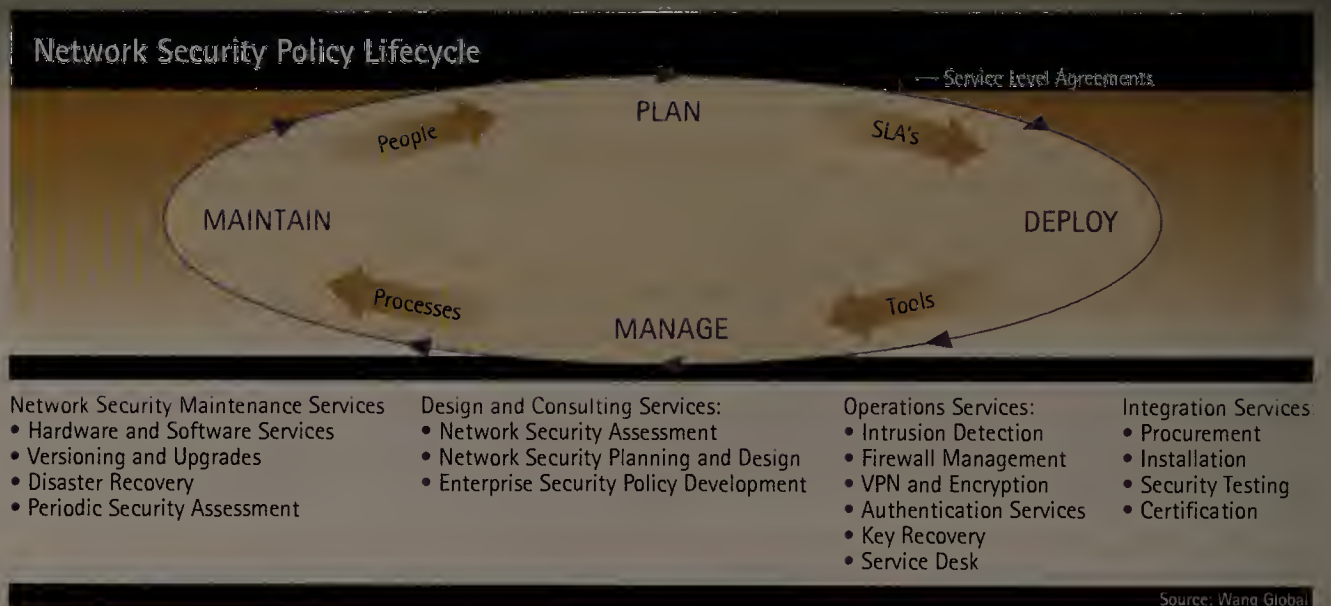 Network Security Policy Lifecycle
Service Level Agreements
PLAN
People
SLA's
MAINTAIN
DEPLOY
Processes
Tools
MANAGE
Network Security Maintenance Services
• Hardware and Software Services
• Versioning and Upgrades
• Disaster Recovery
• Periodic Security Assessment
Design and Consulting Services:
• Network Security Assessment
• Network Security Planning and Design
• Enterprise Security Policy Development
Operations Services:
• Intrusion Detection
• Firewall Management
• VPN and Encryption
• Authentication Services
• Key Recovery
• Service Desk
Integration Services
• Procurement
• Installation
• Security Testing
• Certification
Source: Wang Global